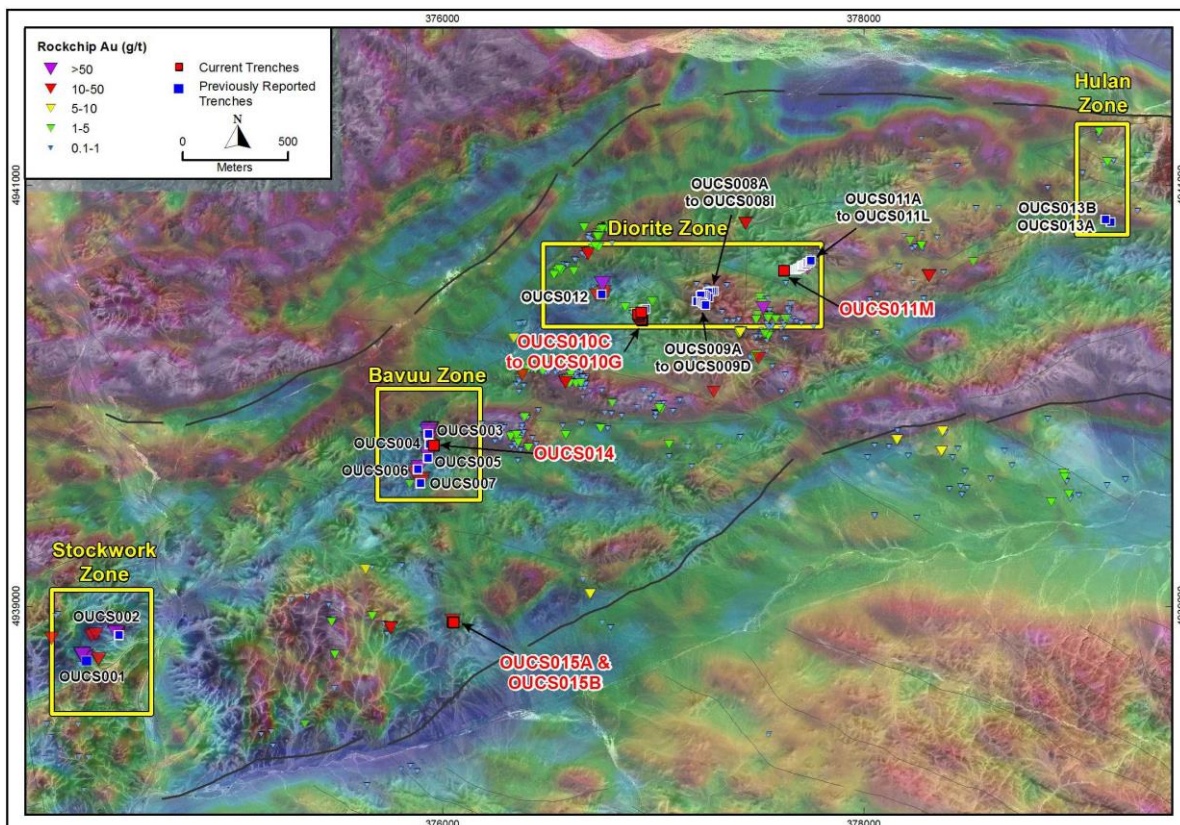 376000
378000
Rockchip Au (g/t)
>50
10-50
5-10
1-5
0.1-1
Current Trenches
Previously Reported
Trenches
N
0
500
Meters
4941000
4941000
Hulan
Zone
OUCS008A
to OUCS008I
OUCS011A
to OUCS011L
OUCS013B
OUCS013A
Diorite Zone
OUCS012
OUCS011M
OUCS010C
to OUCS010G
OUCS009A
to OUCS009D
Bavuu Zone
OUCS003
OUCS004
OUCS014
OUCS005
OUCS006
OUCS007
Stockwork
Zone
4939000
4939000
OUCS002
OUCS001
OUCS015A &
OUCS015B
376000
378000